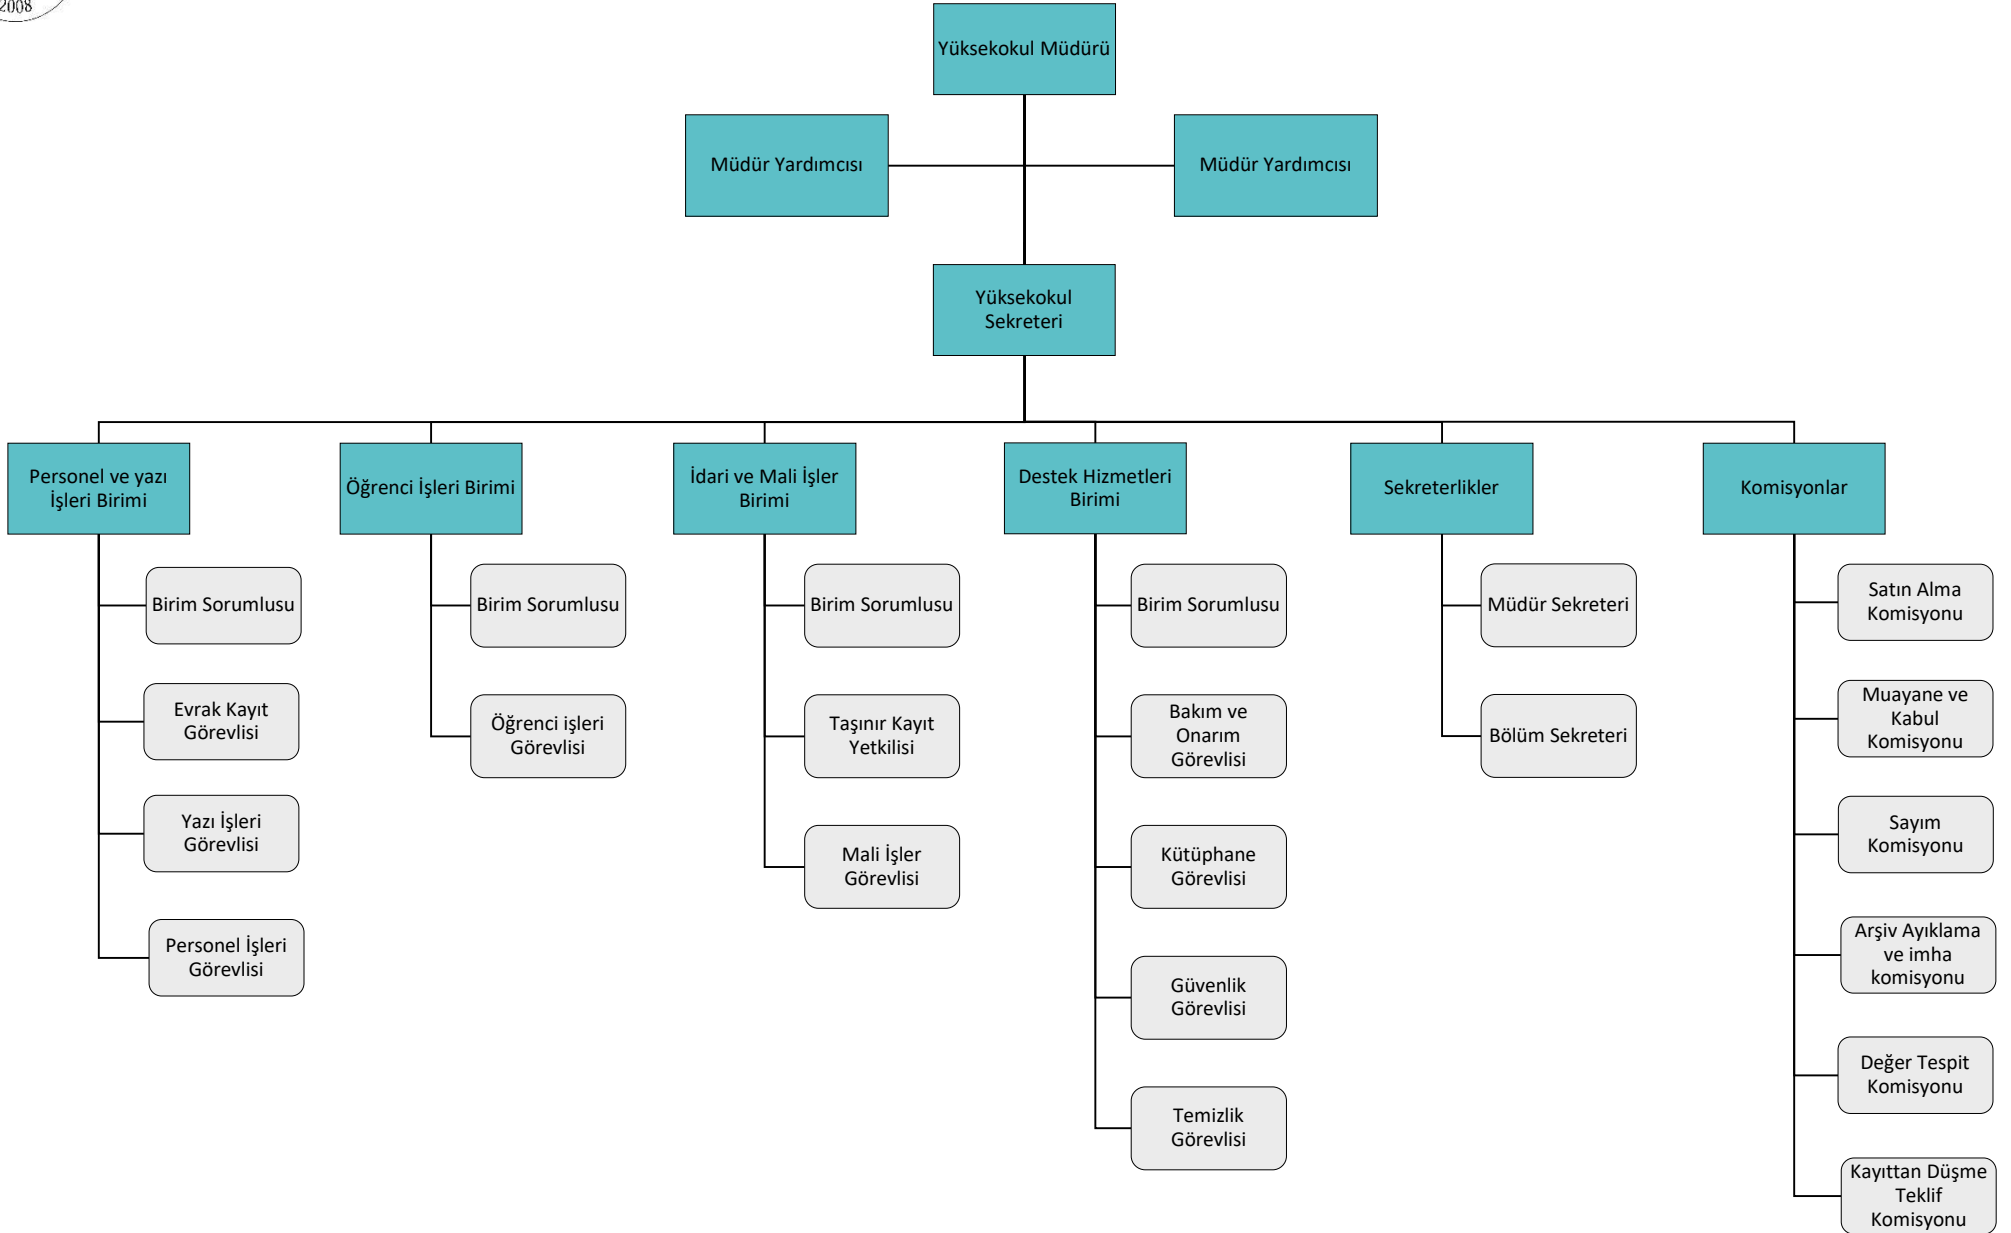 2008
Yüksekokul Müdürü
Müdür Yardımcısı
Müdür Yardımcısı
Yüksekokul
Sekreteri
Personel ve yazı
İşleri Birimi
Öğrenci İşleri Birimi
İdari ve Mali İşler
Birimi
Destek Hizmetleri
Birimi
Sekreterlikler
Komisyonlar
Birim Sorumlusu
Evrak Kayıt
Görevlisi
Yazı İşleri
Görevlisi
Personel İşleri
Görevlisi
Birim Sorumlusu
Öğrenci işleri
Görevlisi
Birim Sorumlusu
Taşınır Kayıt
Yetkilisi
Mali İşler
Görevlisi
Birim Sorumlusu
Bakım ve
Onarım
Görevlisi
Kütüphane
Görevlisi
Güvenlik
Görevlisi
Temizlik
Görevlisi
Müdür Sekreteri
Bölüm Sekreteri
Satın Alma
Komisyonu
Muayane ve
Kabul
Komisyonu
Sayım
Komisyonu
Arşiv Ayıklama
ve imha
komisyonu
Değer Tespit
Komisyonu
Kayıttan Düşme
Teklif
Komisyonu